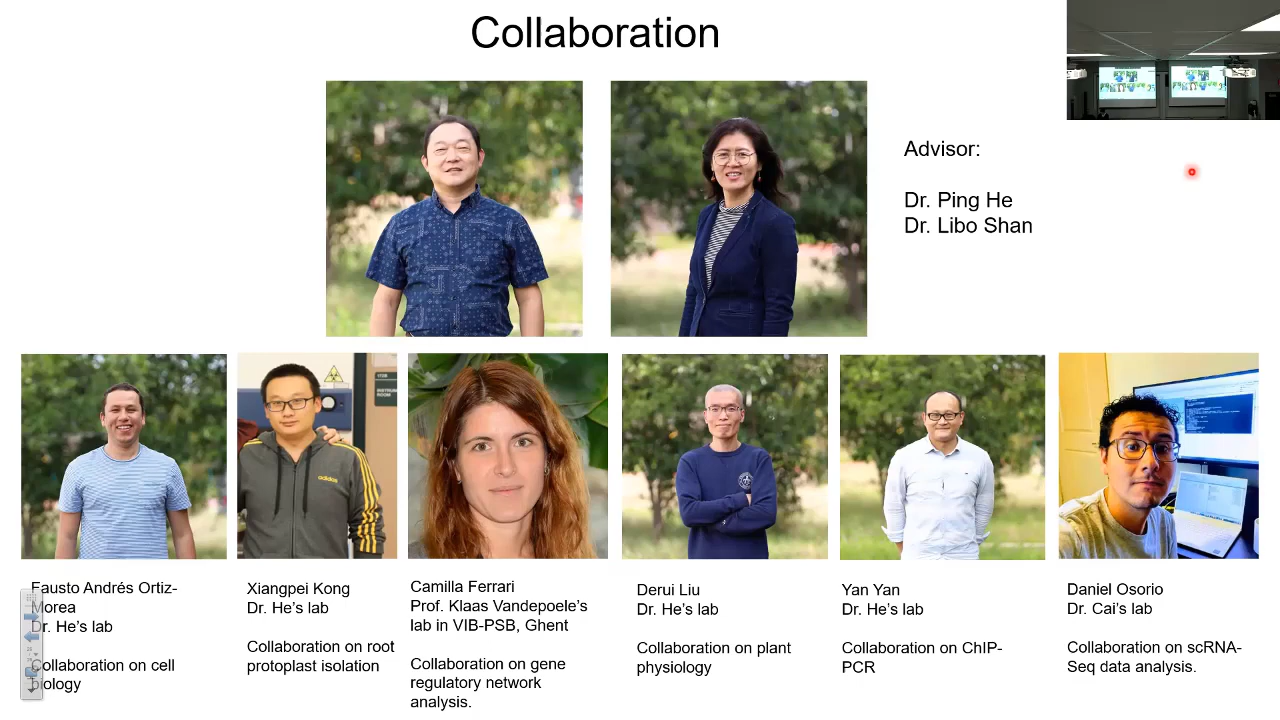 Collaboration
Advisor:
Dr. Ping He
Dr. Libo Shan
Fausto Andrés Ortiz-
Morea
Dr. He's lab
Collaboration on cell
biology
Xiangpei Kong
Dr. He's lab
Collaboration on root
protoplast isolation
Camilla Ferrari
Prof. Klaas Vandepoele's
lab in VIB-PSB, Ghent
Collaboration on gene
regulatory network
analysis.
Derui Liu
Dr. He's lab
Collaboration on plant
physiology
Yan Yan
Dr. He's lab
Collaboration on ChIP-
PCR
Daniel Osorio
Dr. Cai's lab
Collaboration on scRNA-
Seq data analysis.
adidas